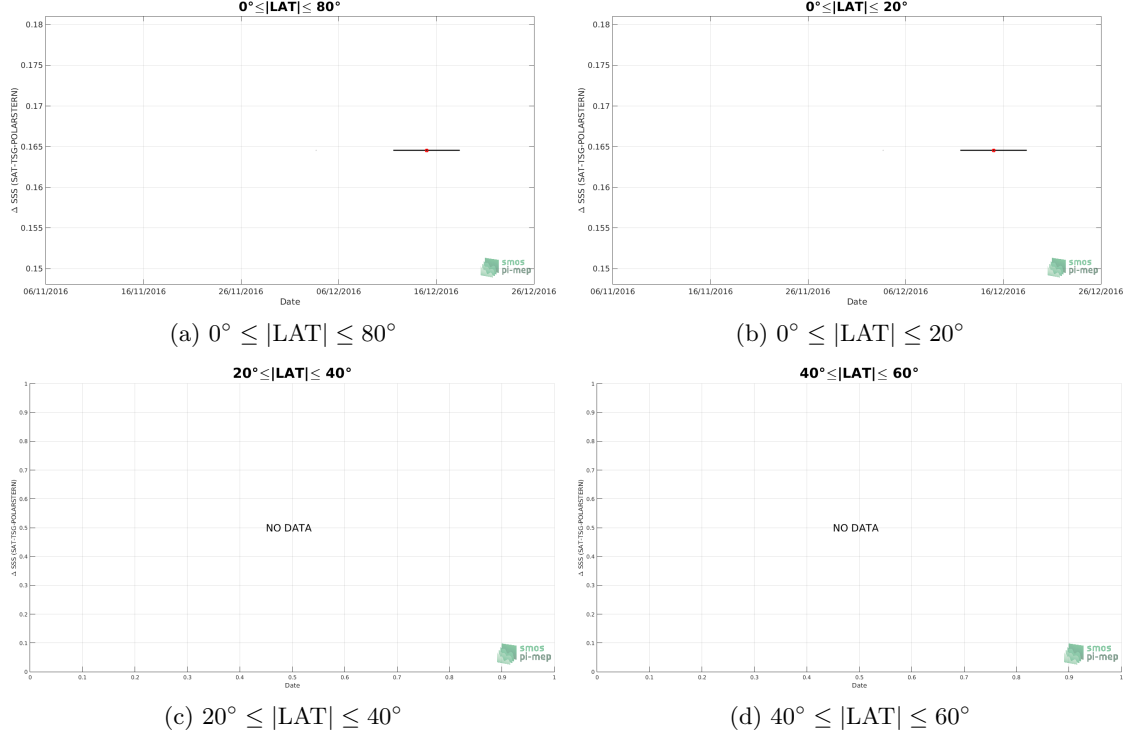 0°≤|LAT|≤ 80°
0.18
0.175
0.17
0.165
0.16
0.155
0.15
Δ SSS (SAT-TSG-POLARSTERN)
06/11/2016 16/11/2016 26/11/2016 06/12/2016 16/12/2016 26/12/2016
Date
smos
pi-mep
(a) 0° ≤ |LAT| ≤ 80°
0°≤|LAT|≤ 20°
0.18
0.175
0.17
0.165
0.16
0.155
0.15
Δ SSS (SAT-TSG-POLARSTERN)
06/11/2016 16/11/2016 26/11/2016 06/12/2016 16/12/2016 26/12/2016
Date
smos
pi-mep
(b) 0° ≤ |LAT| ≤ 20°
20°≤|LAT|≤ 40°
1
0.9
0.8
0.7
0.6
0.5
0.4
0.3
0.2
0.1
0
Δ SSS (SAT-TSG-POLARSTERN)
NO DATA
0 0.1 0.2 0.3 0.4 0.5 0.6 0.7 0.8 0.9 1
Date
smos
pi-mep
(c) 20° ≤ |LAT| ≤ 40°
40°≤|LAT|≤ 60°
1
0.9
0.8
0.7
0.6
0.5
0.4
0.3
0.2
0.1
0
Δ SSS (SAT-TSG-POLARSTERN)
NO DATA
0 0.1 0.2 0.3 0.4 0.5 0.6 0.7 0.8 0.9 1
Date
smos
pi-mep
(d) 40° ≤ |LAT| ≤ 60°